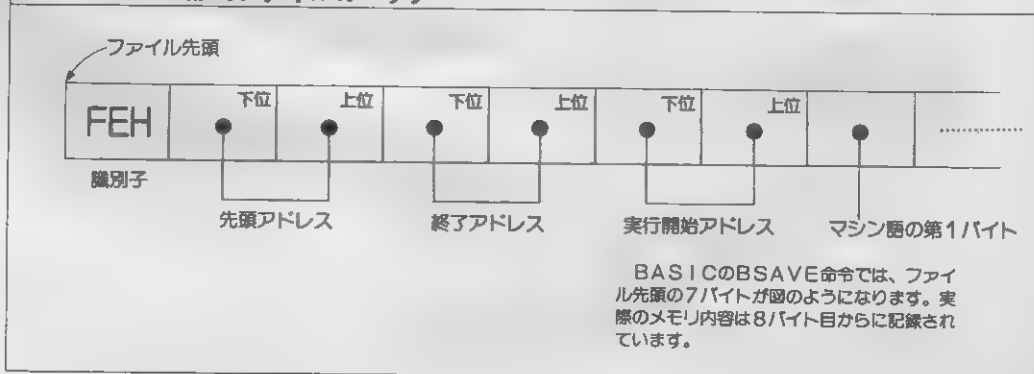 ファイル先頭
FEH
下位
上位
下位
上位
下位
上位
識別子
先頭アドレス
終了アドレス
実行開始アドレス
マシン語の第1バイト
BASICのBSAVE命令では、ファイ
ル先頭の7バイトが図のようになります。実
際のメモリ内容は8バイト目からに記録され
ています。